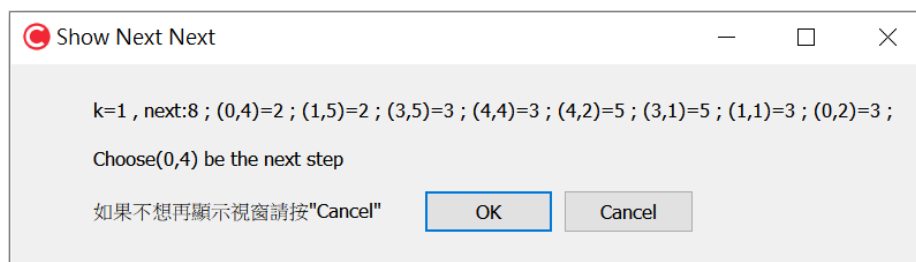 Show Next Next
k=1 , next:8 ; (0,4)=2 ; (1,5)=2 ; (3,5)=3 ; (4,4)=3 ; (4,2)=5 ; (3,1)=5 ; (1,1)=3 ; (0,2)=3 ;
Choose(0,4) be the next step
如果不想再顯示視窗請按"Cancel" OK Cancel